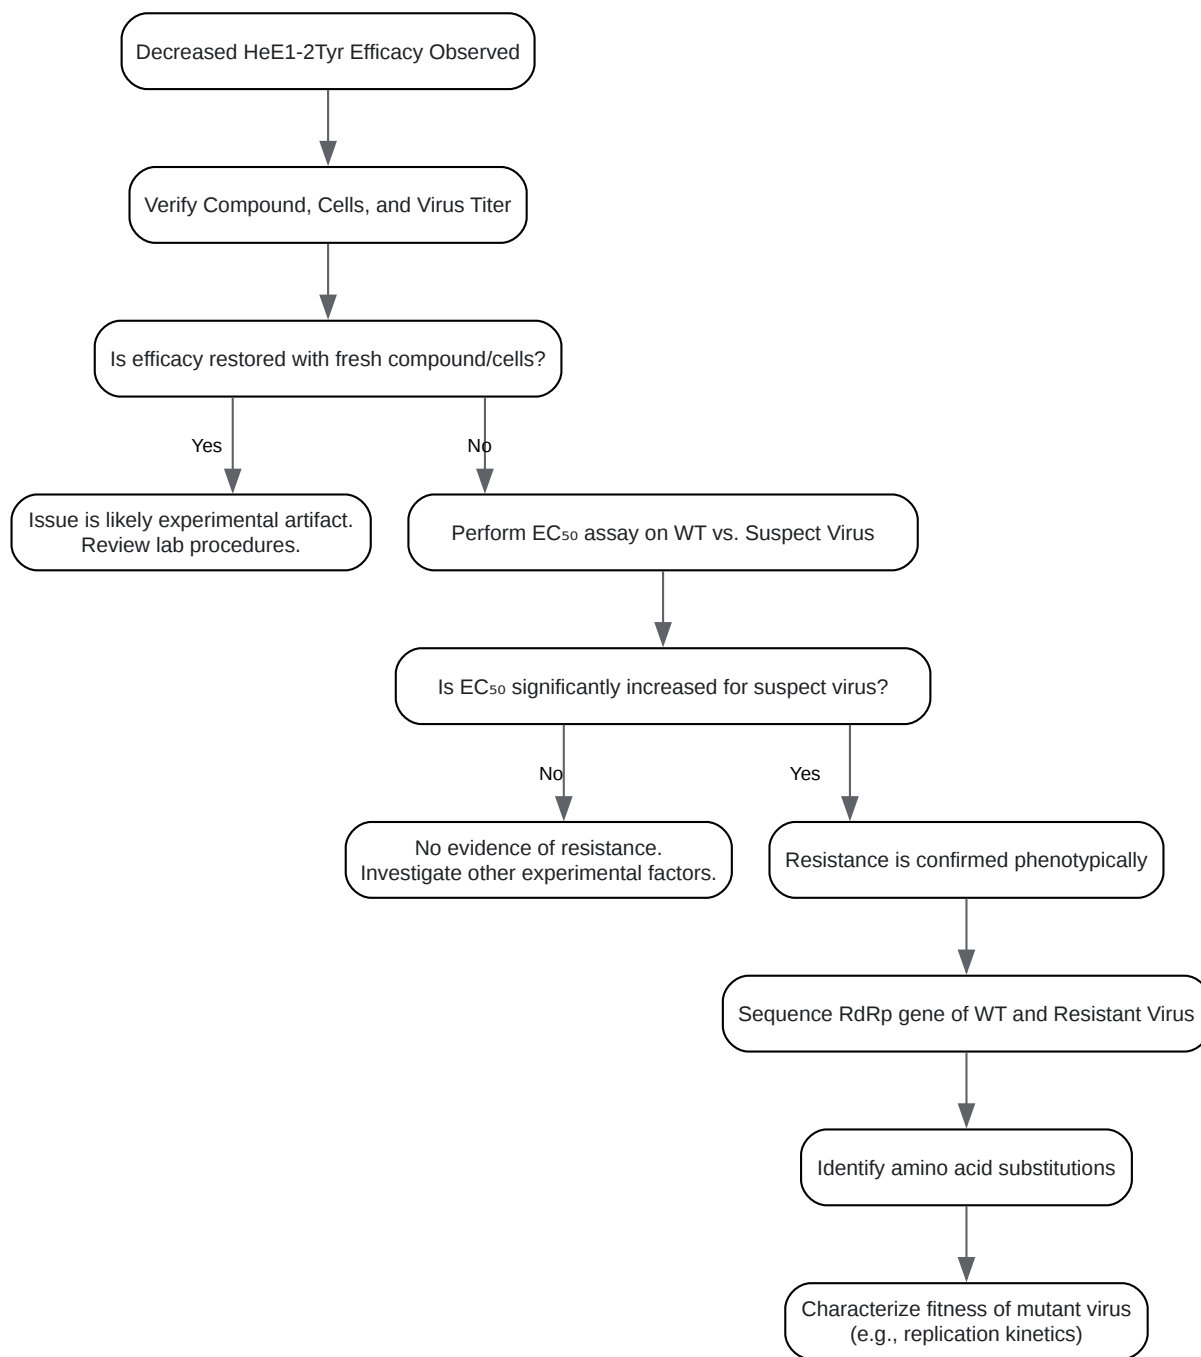 Decreased HeE1-2Tyr Efficacy Observed
Verify Compound, Cells, and Virus Titer
Is efficacy restored with fresh compound/cells?
Yes
No
Issue is likely experimental artifact.
Review lab procedures.
Perform EC₅₀ assay on WT vs. Suspect Virus
Is EC₅₀ significantly increased for suspect virus?
No
Yes
No evidence of resistance.
Investigate other experimental factors.
Resistance is confirmed phenotypically
Sequence RdRp gene of WT and Resistant Virus
Identify amino acid substitutions
Characterize fitness of mutant virus
(e.g., replication kinetics)